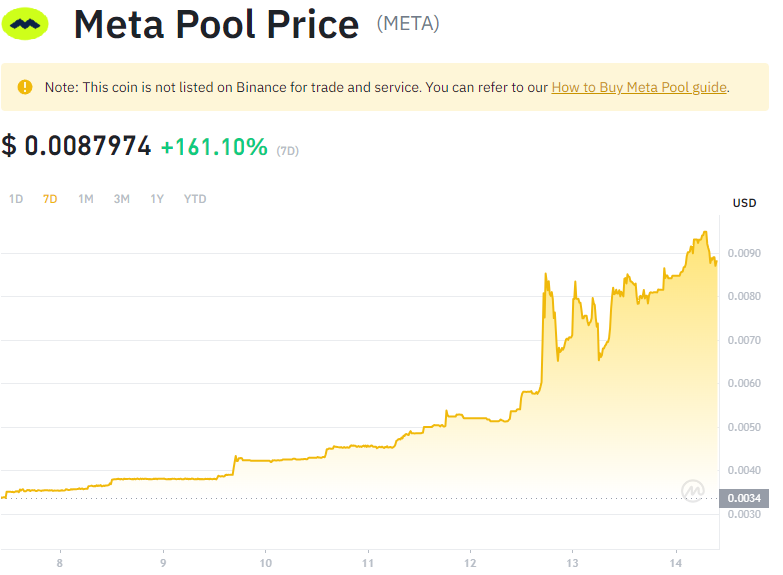 Meta Pool Price (META)
Note: This coin is not listed on Binance for trade and service. You can refer to our How to Buy Meta Pool guide.
$ 0.0087974 +161.10% (7D)
1D 7D 1M 3M 1Y YTD
USD
0.0090
0.0080
0.0070
0.0060
0.0050
0.0040
0.0034
0.0030
8 9 10 11 12 13 14